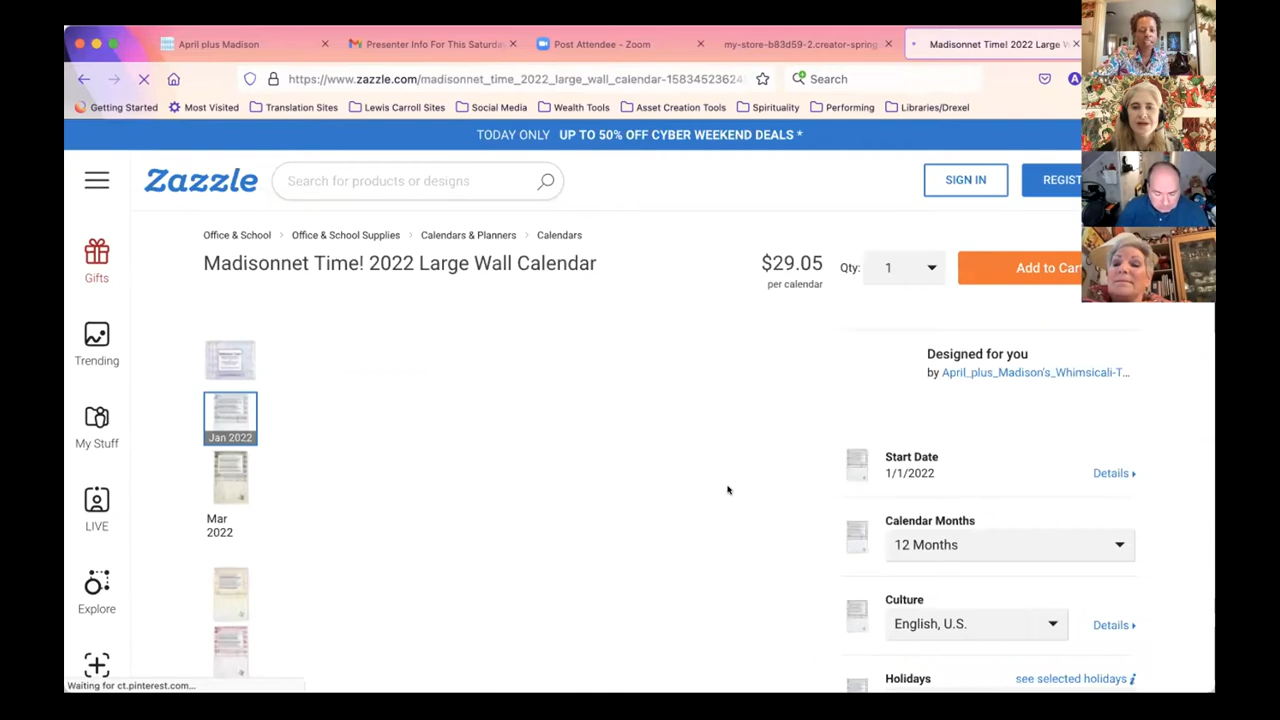 April plus Madison
Presenter Info For This Saturda
Post Attendee - Zoom
my-store-b83d59-2.creator-spring
Madisonnet Time! 2022 Large W
https://www.zazzle.com/madisonnet_time_2022_large_wall_calendar-1583452362
Search
A
Getting Started
Most Visited
Translation Sites
Lewis Carroll Sites
Social Media
Wealth Tools
Asset Creation Tools
Spirituality
Performing
Libraries/Drexel
TODAY ONLY UP TO 50% OFF CYBER WEEKEND DEALS *
Zazzle
Search for products or designs
SIGN IN
REGIST
Office & School > Office & School Supplies > Calendars & Planners > Calendars
Madisonnet Time! 2022 Large Wall Calendar
$29.05
per calendar
Qty:
1
Add to Car
Gifts
Trending
My Stuff
LIVE
Explore
Jan 2022
Mar
2022
Designed for you
by April_plus_Madison's_Whimsicali-T...
Start Date
1/1/2022
Details
Calendar Months
12 Months
Culture
English, U.S.
Details
Holidays
see selected holidays i
Waiting for ct.pinterest.com...